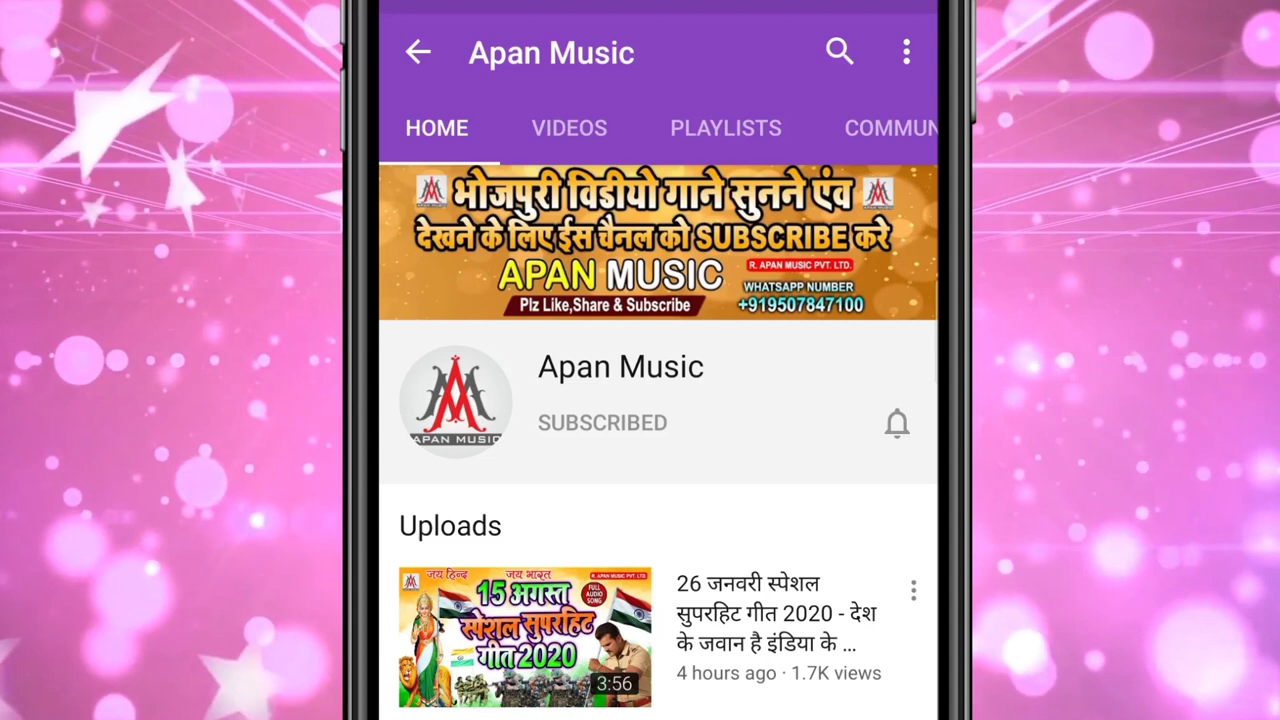 Apan Music
HOME VIDEOS PLAYLISTS COMMUN
भोजपुरी विडीयो गाने सुनने एंव
देखने के लिए ईस चैनल को SUBSCRIBE करे
APAN MUSIC
R. APAN MUSIC PVT. LTD.
WHATSAPP NUMBER
+919507847100
Plz Like,Share & Subscribe
Apan Music
SUBSCRIBED
APAN MUSIC
Uploads
जय हिन्द जय भारत
R. APAN MUSIC PVT. LTD
15 अगस्त
FULL
AUDIO
SONG
स्पेशल सुपरहिट
गीत 2020
3:56
26 जनवरी स्पेशल
सुपरहिट गीत 2020 - देश
के जवान है इंडिया के ...
4 hours ago · 1.7K views